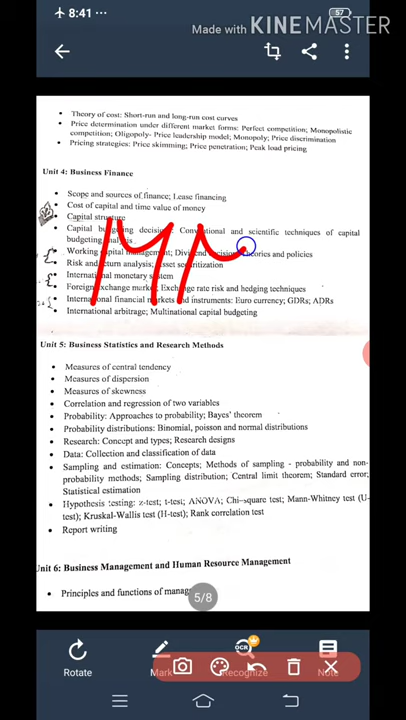 8:41 ...
57
Made with KINEMASTER
• Theory of cost: Short-run and long-run cost curves
• Price determination under different market forms: Perfect competition; Monopolistic
competition; Oligopoly- Price leadership model; Monopoly; Price discrimination
• Pricing strategies: Price skimming; Price penetration; Peak load pricing
Unit 4: Business Finance
• Scope and sources of finance; Lease financing
• Cost of capital and time value of money
• Capital structure
• Capital budgeting decisions: Conventional and scientific techniques of capital
budgeting analysis
• Working capital management; Dividend decision: Theories and policies
• Risk and return analysis; Asset securitization
• International monetary system
• Foreign exchange market; Exchange rate risk and hedging techniques
• International financial markets and instruments: Euro currency; GDRs; ADRs
• International arbitrage; Multinational capital budgeting
Unit 5: Business Statistics and Research Methods
• Measures of central tendency
• Measures of dispersion
• Measures of skewness
• Correlation and regression of two variables
• Probability: Approaches to probability; Bayes' theorem
• Probability distributions: Binomial, poisson and normal distributions
• Research: Concept and types; Research designs
• Data: Collection and classification of data
• Sampling and estimation: Concepts; Methods of sampling - probability and non-
probability methods; Sampling distribution; Central limit theorem; Standard error;
Statistical estimation
• Hypothesis testing: z-test; t-test; ANOVA; Chi-square test; Mann-Whitney test (U-
test); Kruskal-Wallis test (H-test); Rank correlation test
• Report writing
Unit 6: Business Management and Human Resource Management
• Principles and functions of manag
5/8
Rotate
Mark
OCR
Recognize
Note